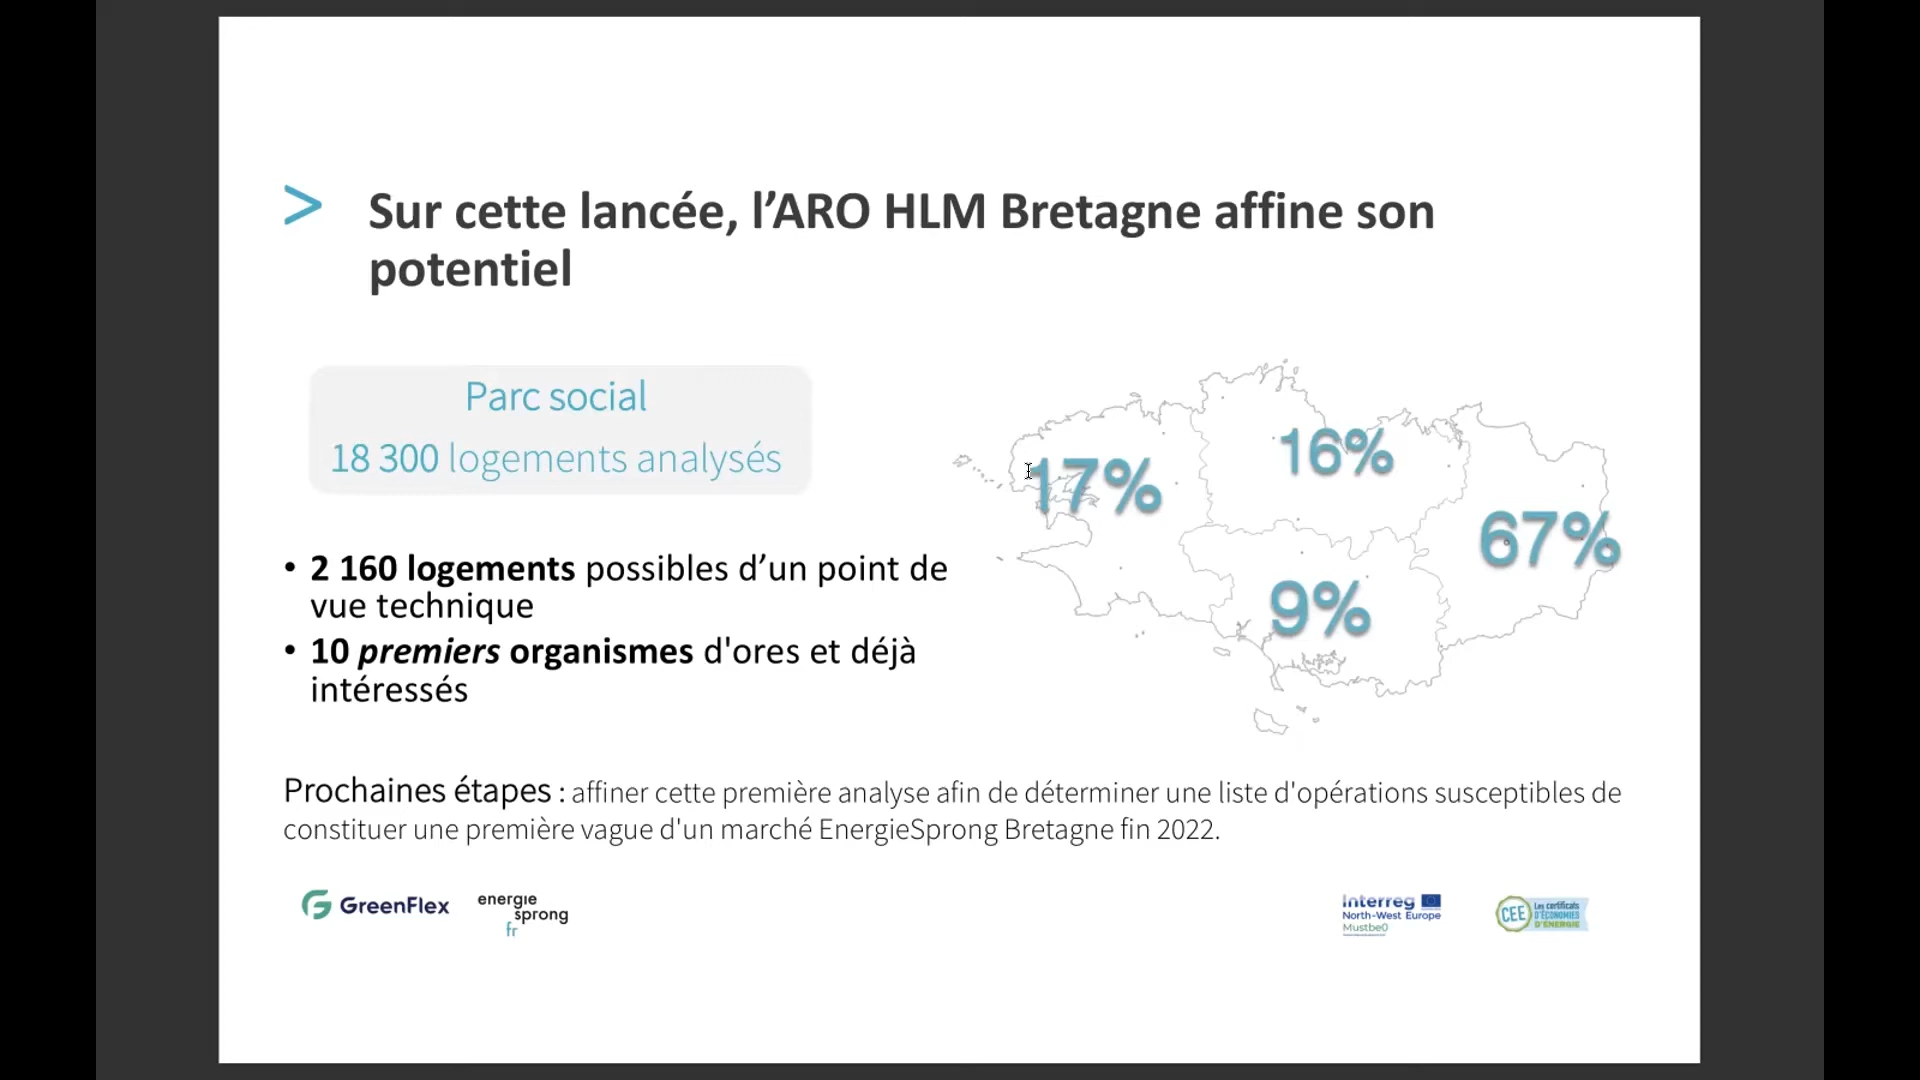 > Sur cette lancée, l’ARO HLM Bretagne affine son
potentiel
Parc social
18 300 logements analysés
• 2 160 logements possibles d’un point de
vue technique
• 10 premiers organismes d'ores et déjà
intéressés
17%
16%
67%
9%
Prochaines étapes : affiner cette première analyse afin de déterminer une liste d'opérations susceptibles de
constituer une première vague d'un marché EnergieSprong Bretagne fin 2022.
GreenFlex
energie
sprong
fr
Interreg
North-West Europe
Mustbe0
CEE
Les certificats
D'ÉCONOMIES
D'ÉNERGIE